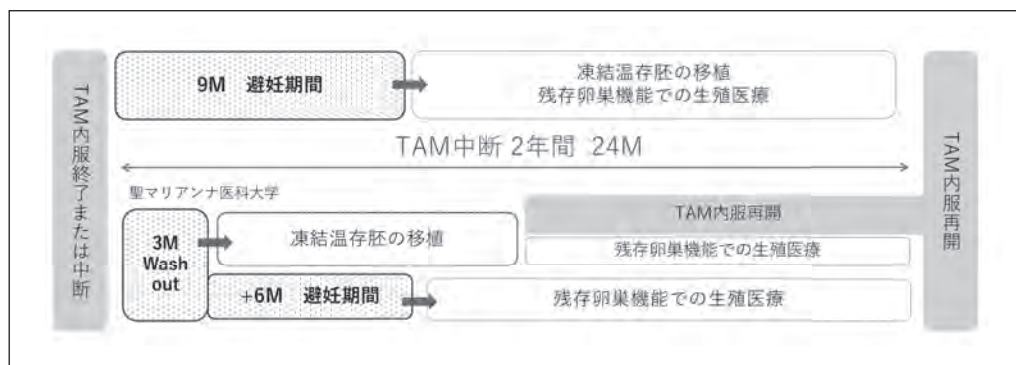 TAM内服終了または中断
9M 避妊期間
凍結温存胚の移植
残存卵巣機能での生殖医療
TAM中断 2年間 24M
聖マリアンナ医科大学
3M
Wash
out
凍結温存胚の移植
TAM内服再開
残存卵巣機能での生殖医療
+6M 避妊期間
残存卵巣機能での生殖医療
TAM内服再開